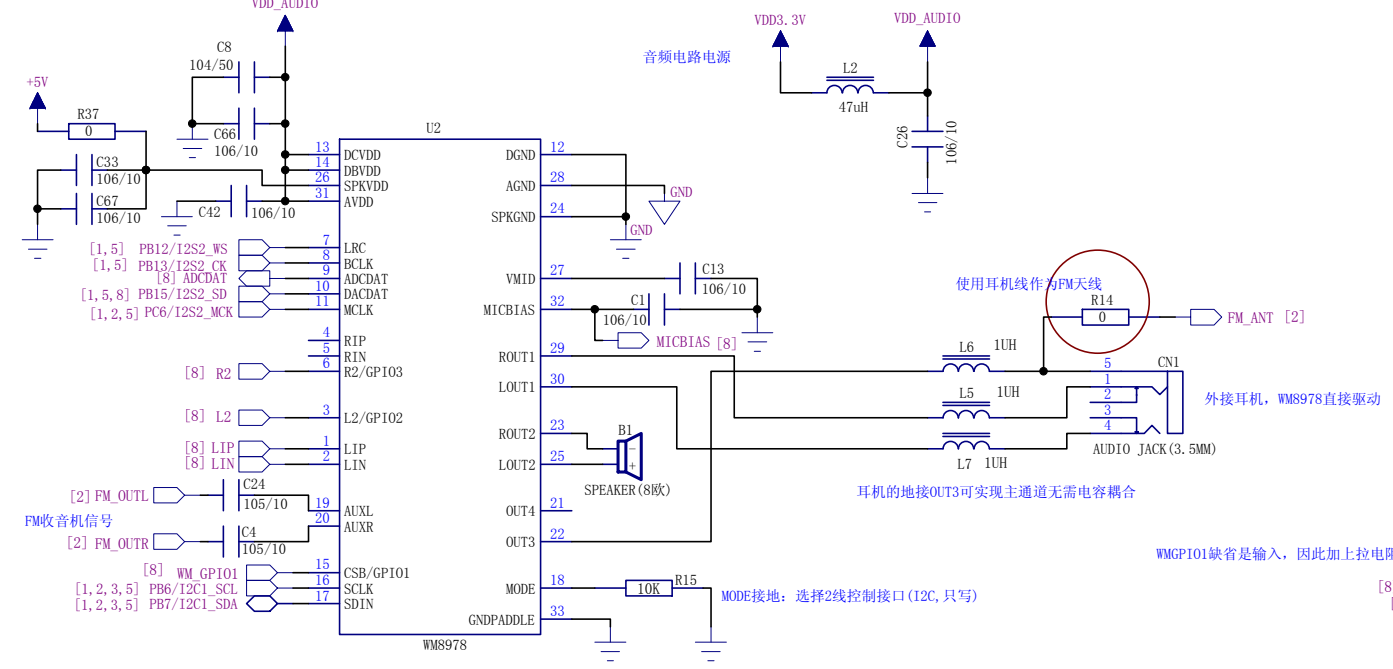 VDD_AUDIO
VDD3.3V
VDD_AUDIO
音频电路电源
C8
104/50
L2
47uH
+5V
R37
0
C66
106/10
C26
106/10
U2
C33
106/10
C67
106/10
C42
106/10
13 DCVDD
14 DBVDD
26 SPKVDD
31 AVDD
DGND 12
AGND 28
SPKGND 24
GND
GND
[1,5] PB12/I2S2_WS 7 LRC
[1,5] PB13/I2S2_CK 8 BCLK
[8] ADCDAT 9 ADCDAT
[1,5,8] PB15/I2S2_SD 10 DACDAT
[1,2,5] PC6/I2S2_MCK 11 MCLK
VMID 27
C13
106/10
MICBIAS 32
C1
106/10
MICBIAS [8]
使用耳机线作为FM天线
R14
0
FM_ANT [2]
4 RIP
5 RIN
[8] R2 6 R2/GPIO3
ROUT1 29
LOUT1 30
L6 1UH
L5 1UH
L7 1UH
CN1
5
1
2
3
4
AUDIO JACK(3.5MM)
外接耳机, WM8978直接驱动
[8] L2 3 L2/GPIO2
[8] LIP 1 LIP
[8] LIN 2 LIN
ROUT2 23
LOUT2 25
B1
−
+
SPEAKER(8欧)
耳机的地接OUT3可实现主通道无需电容耦合
[2] FM_OUTL
C24
105/10
19 AUXL
20 AUXR
FM收音机信号
[2] FM_OUTR
C4
105/10
OUT4 21
OUT3 22
WMGPIO1缺省是输入, 因此加上拉电阻
[8] WM_GPIO1 15 CSB/GPIO1
[1,2,3,5] PB6/I2C1_SCL 16 SCLK
[1,2,3,5] PB7/I2C1_SDA 17 SDIN
MODE 18
10K R15
MODE接地: 选择2线控制接口(I2C,只写)
[8
GNDPADDLE 33
WM8978